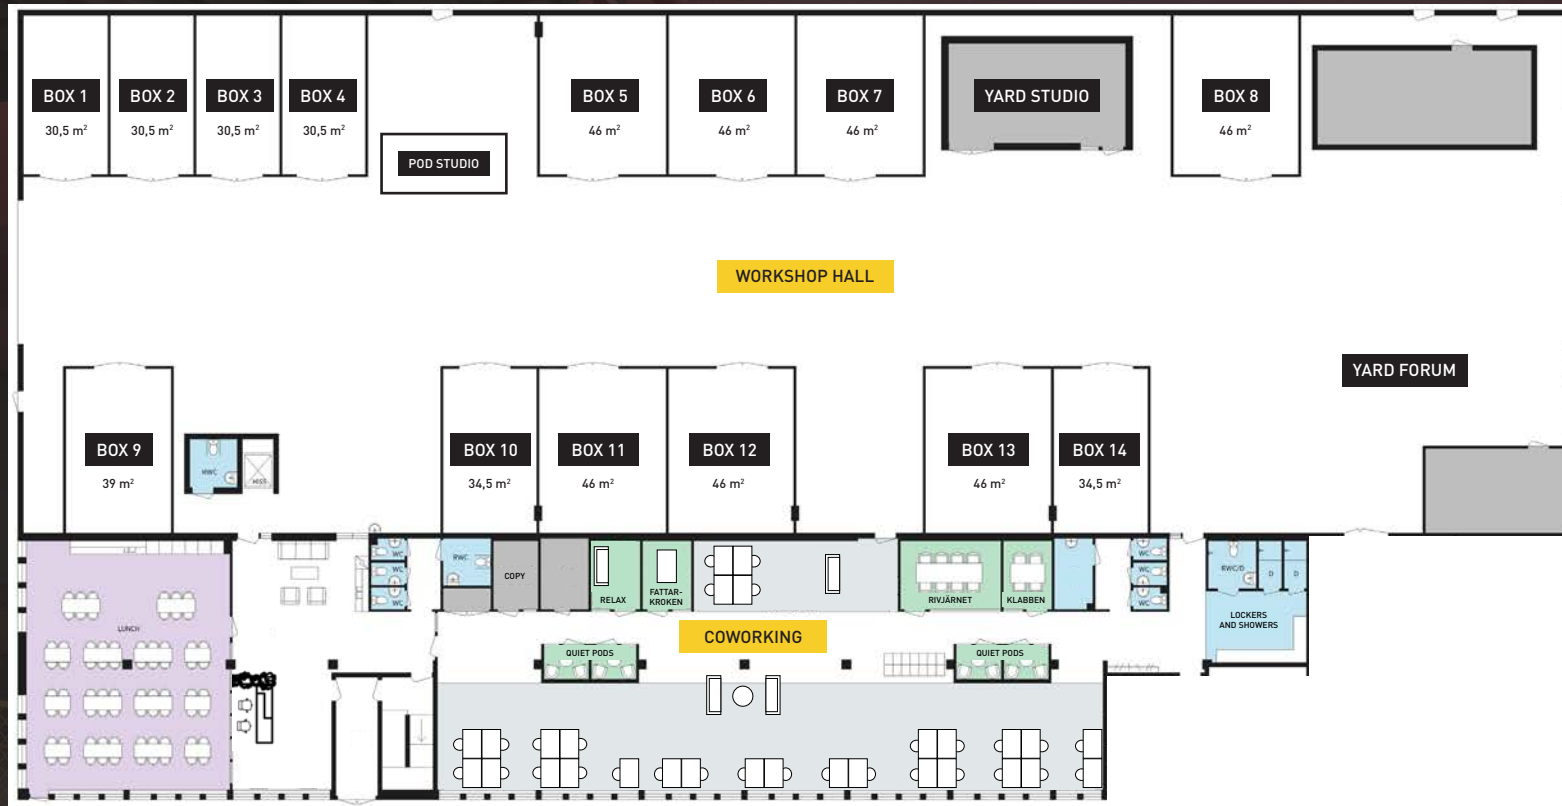 BOX 1
30,5 m²
BOX 2
30,5 m²
BOX 3
30,5 m²
BOX 4
30,5 m²
POD STUDIO
BOX 5
46 m²
BOX 6
46 m²
BOX 7
46 m²
YARD STUDIO
BOX 8
46 m²
WORKSHOP HALL
YARD FORUM
BOX 9
39 m²
RWC
HISS
BOX 10
34,5 m²
BOX 11
46 m²
BOX 12
46 m²
BOX 13
46 m²
BOX 14
34,5 m²
LUNCH
WC
WC
WC
RWC
COPY
RELAX
FATTAR-
KROKEN
RIVJÄRNET
KLABBEN
WC
WC
WC
RWC/D
D
D
LOCKERS
AND SHOWERS
COWORKING
QUIET PODS
QUIET PODS